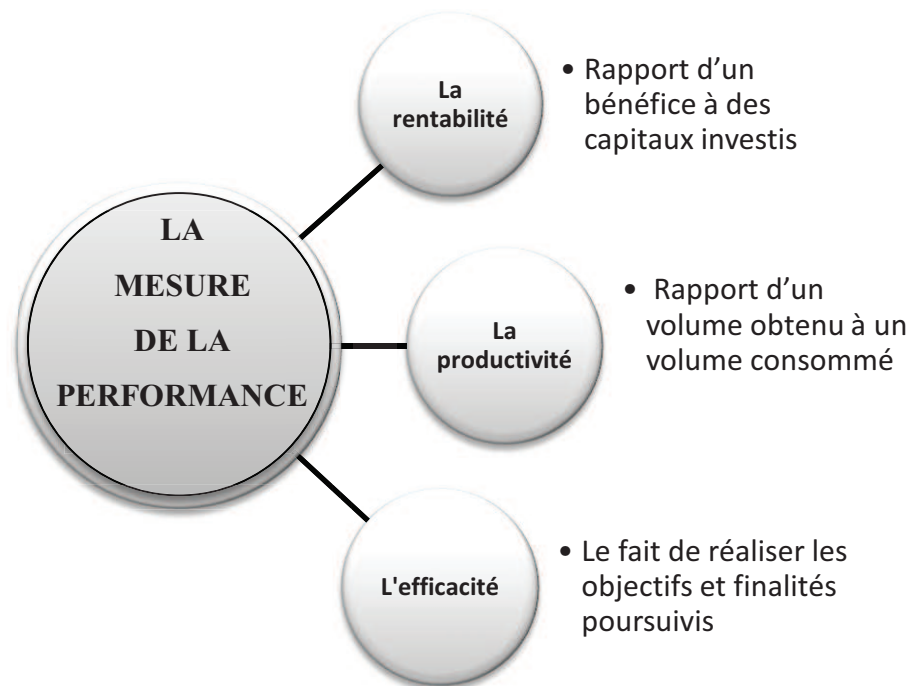 LA
MESURE
DE LA
PERFORMANCE
La
rentabilité
• Rapport d’un
bénéfice à des
capitaux investis
La
productivité
• Rapport d’un
volume obtenu à un
volume consommé
L'efficacité
• Le fait de réaliser les
objectifs et finalités
poursuivis